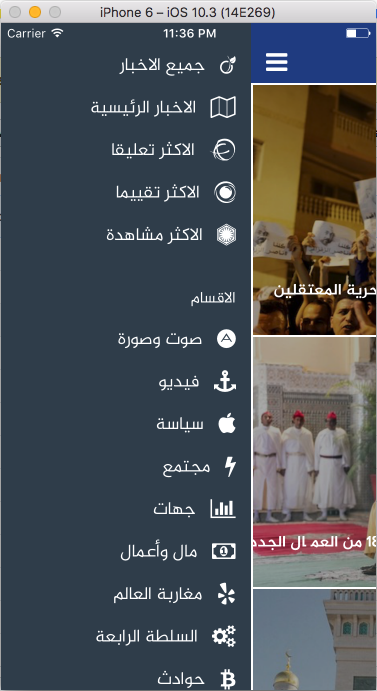 iPhone 6 – iOS 10.3 (14E269)
Carrier 11:36 PM
جميع الاخبار
الاخبار الرئيسية
الاكثر تعليقا
الاكثر تقييما
الاكثر مشاهدة
الاقسام
صوت وصورة
فيديو
سياسة
مجتمع
جهات
مال وأعمال
مغاربة العالم
السلطة الرابعة
حوادث
حرية المعتقلين
18 من العمال الجدد